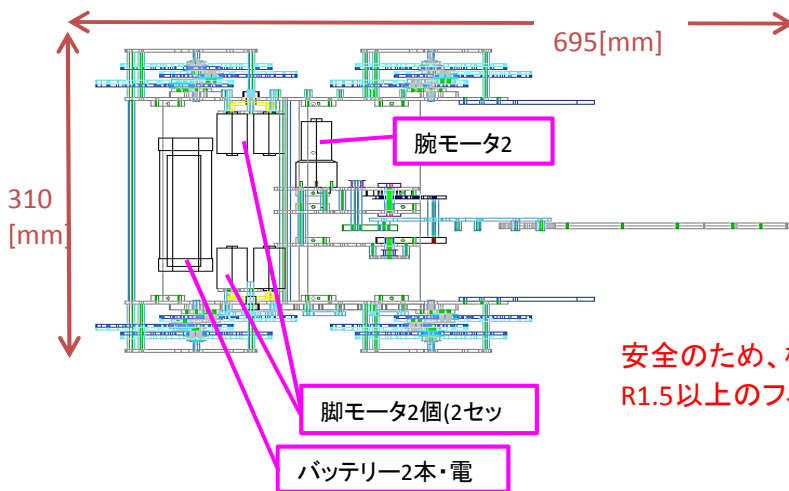 695[mm]
腕モータ2
310
[mm]
安全のため、
R1.5以上のフ
脚モータ2個(2セッ
バッテリー2本・電